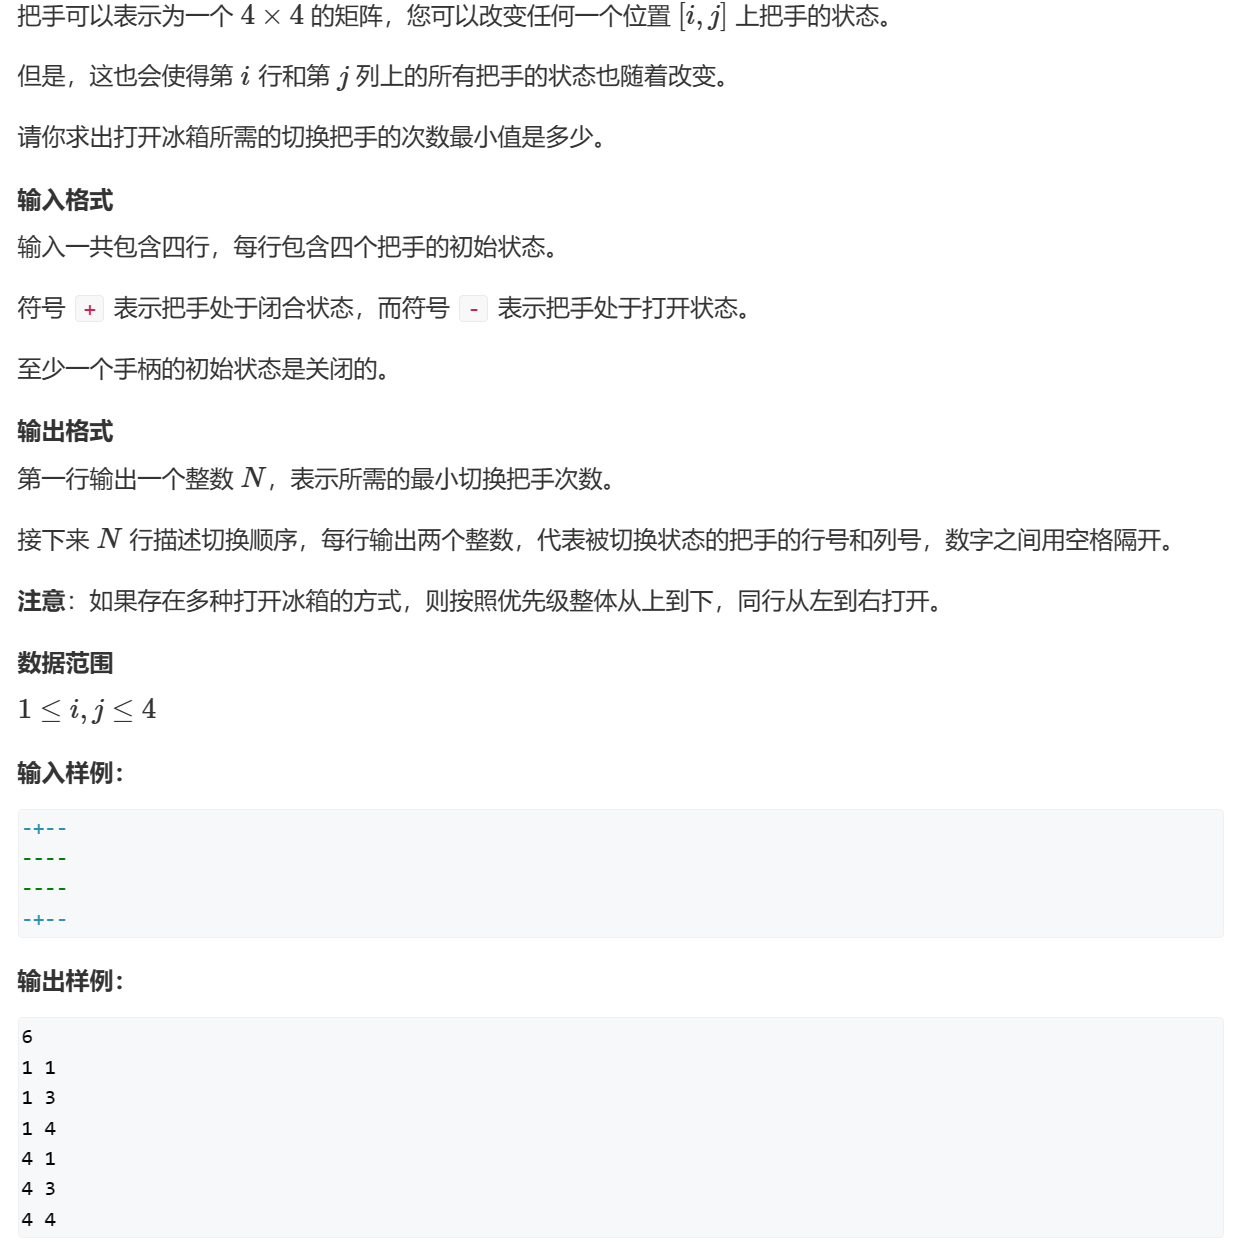 把手可以表示为一个 4 × 4 的矩阵，您可以改变任何一个位置 [i, j] 上把手的状态。
但是，这也会使得第 i 行和第 j 列上的所有把手的状态也随着改变。
请你求出打开冰箱所需的切换把手的次数最小值是多少。
输入格式
输入一共包含四行，每行包含四个把手的初始状态。
符号 + 表示把手处于闭合状态，而符号 - 表示把手处于打开状态。
至少一个手柄的初始状态是关闭的。
输出格式
第一行输出一个整数 N，表示所需的最小切换把手次数。
接下来 N 行描述切换顺序，每行输出两个整数，代表被切换状态的把手的行号和列号，数字之间用空格隔开。
注意：如果存在多种打开冰箱的方式，则按照优先级整体从上到下，同行从左到右打开。
数据范围
1 ≤ i, j ≤ 4
输入样例：
-+--
----
----
-+--
输出样例：
6
1 1
1 3
1 4
4 1
4 3
4 4